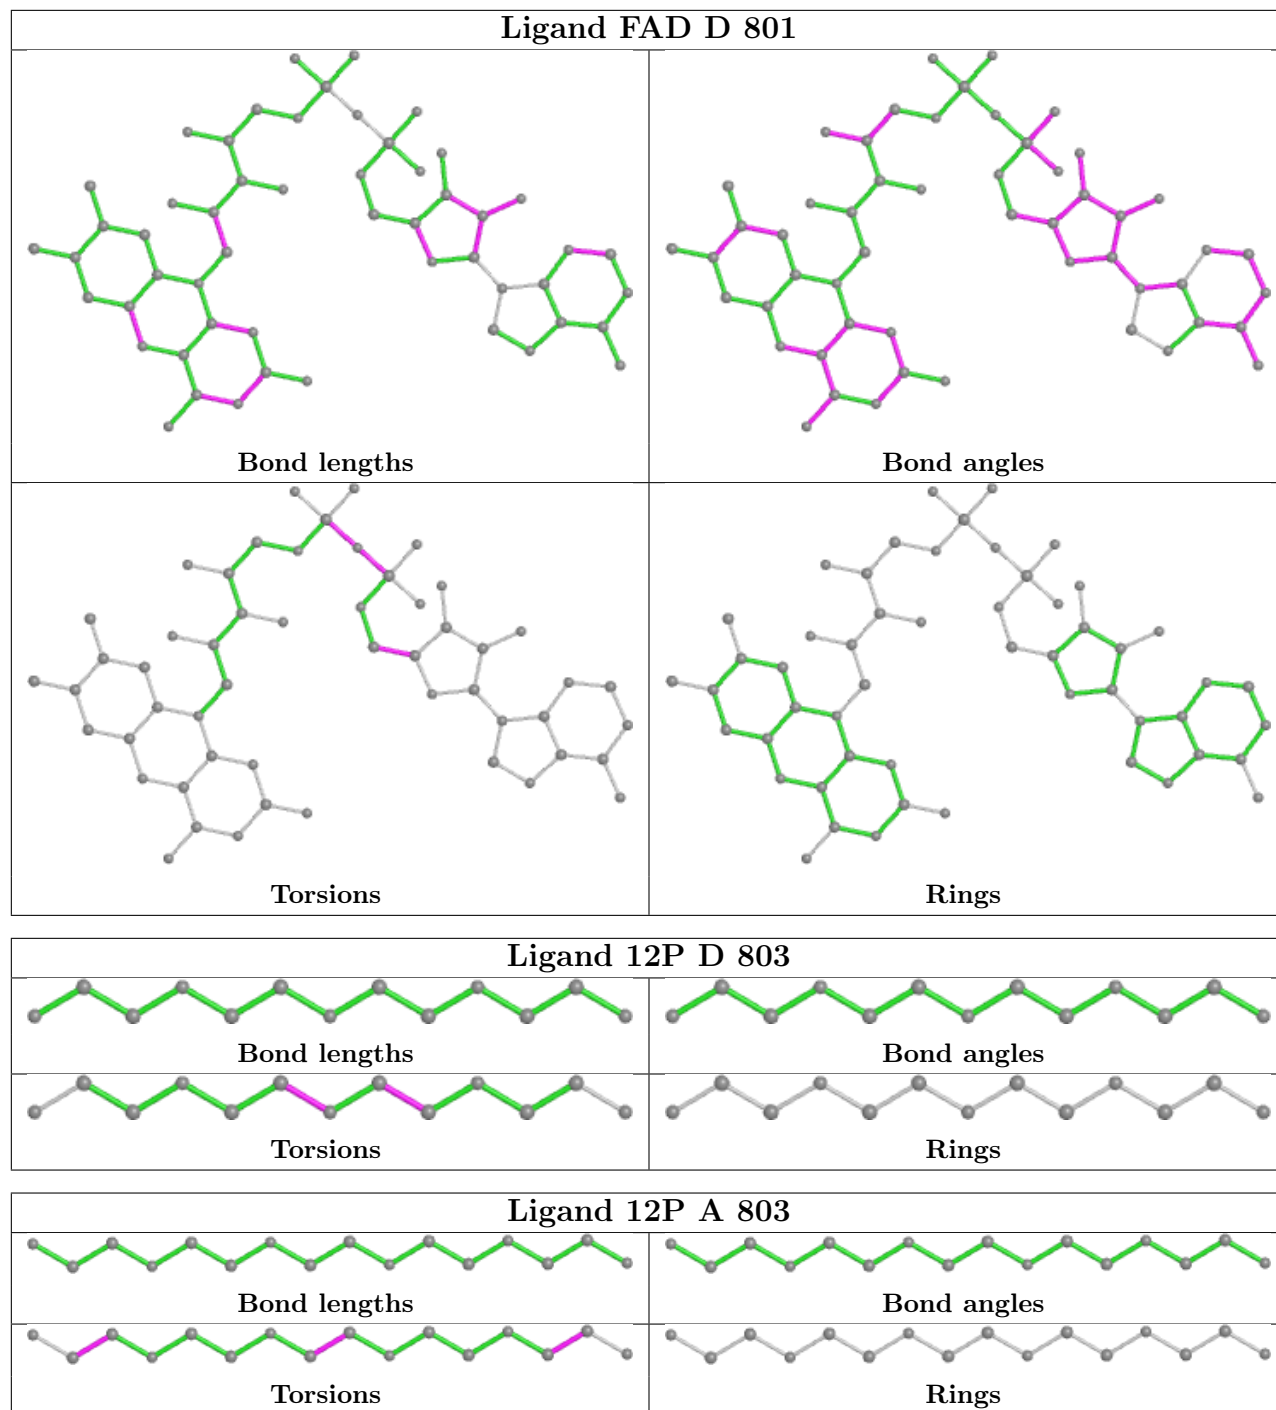 Ligand FAD D 801
Bond lengths
Bond angles
Torsions
Rings
Ligand 12P D 803
Bond lengths
Bond angles
Torsions
Rings
Ligand 12P A 803
Bond lengths
Bond angles
Torsions
Rings